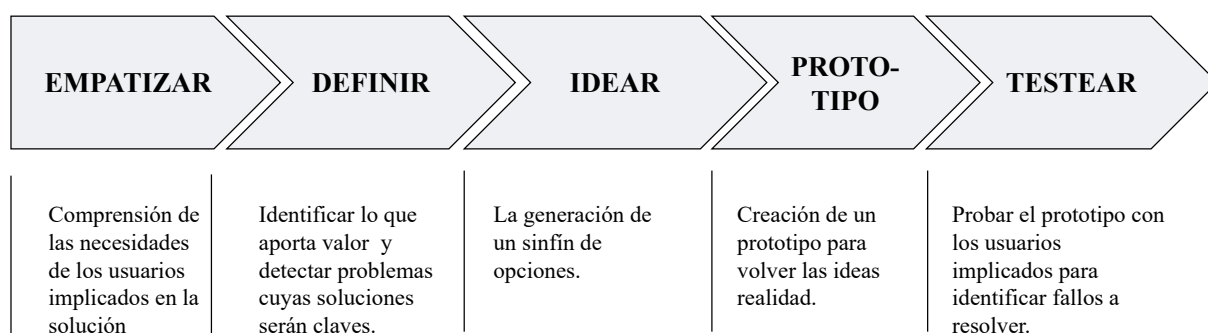 EMPATIZAR
DEFINIR
IDEAR
PROTO-
TIPO
TESTEAR
Comprensión de
las necesidades
de los usuarios
implicados en la
solución
Identificar lo que
aporta valor y
detectar problemas
cuyas soluciones
serán claves.
La generación de
un sinfín de
opciones.
Creación de un
prototipo para
volver las ideas
realidad.
Probar el prototipo con
los usuarios
implicados para
identificar fallos a
resolver.